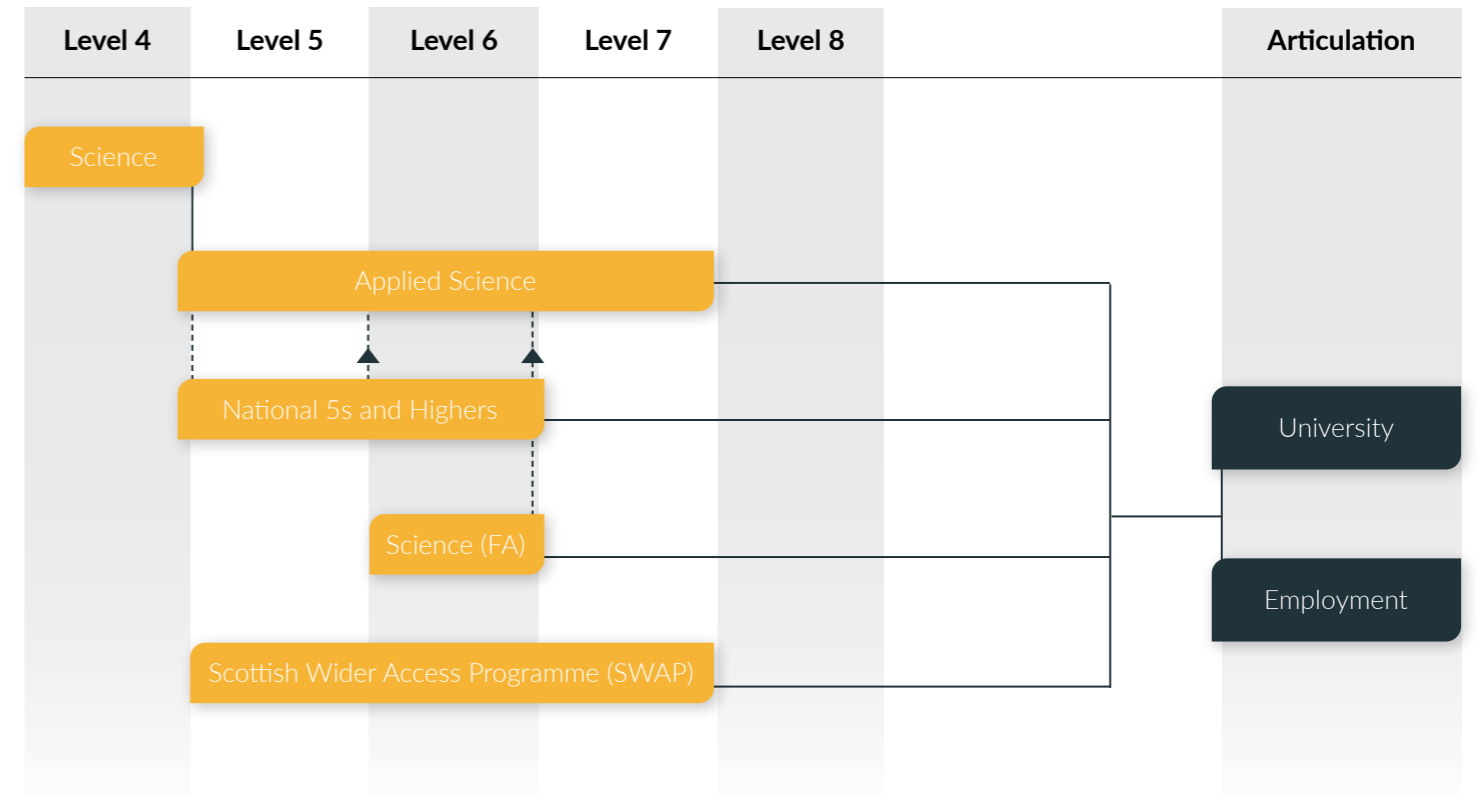 Level 4
Level 5
Level 6
Level 7
Level 8
Articulation
Science
Applied Science
National 5s and Highers
University
Science (FA)
Employment
Scottish Wider Access Programme (SWAP)